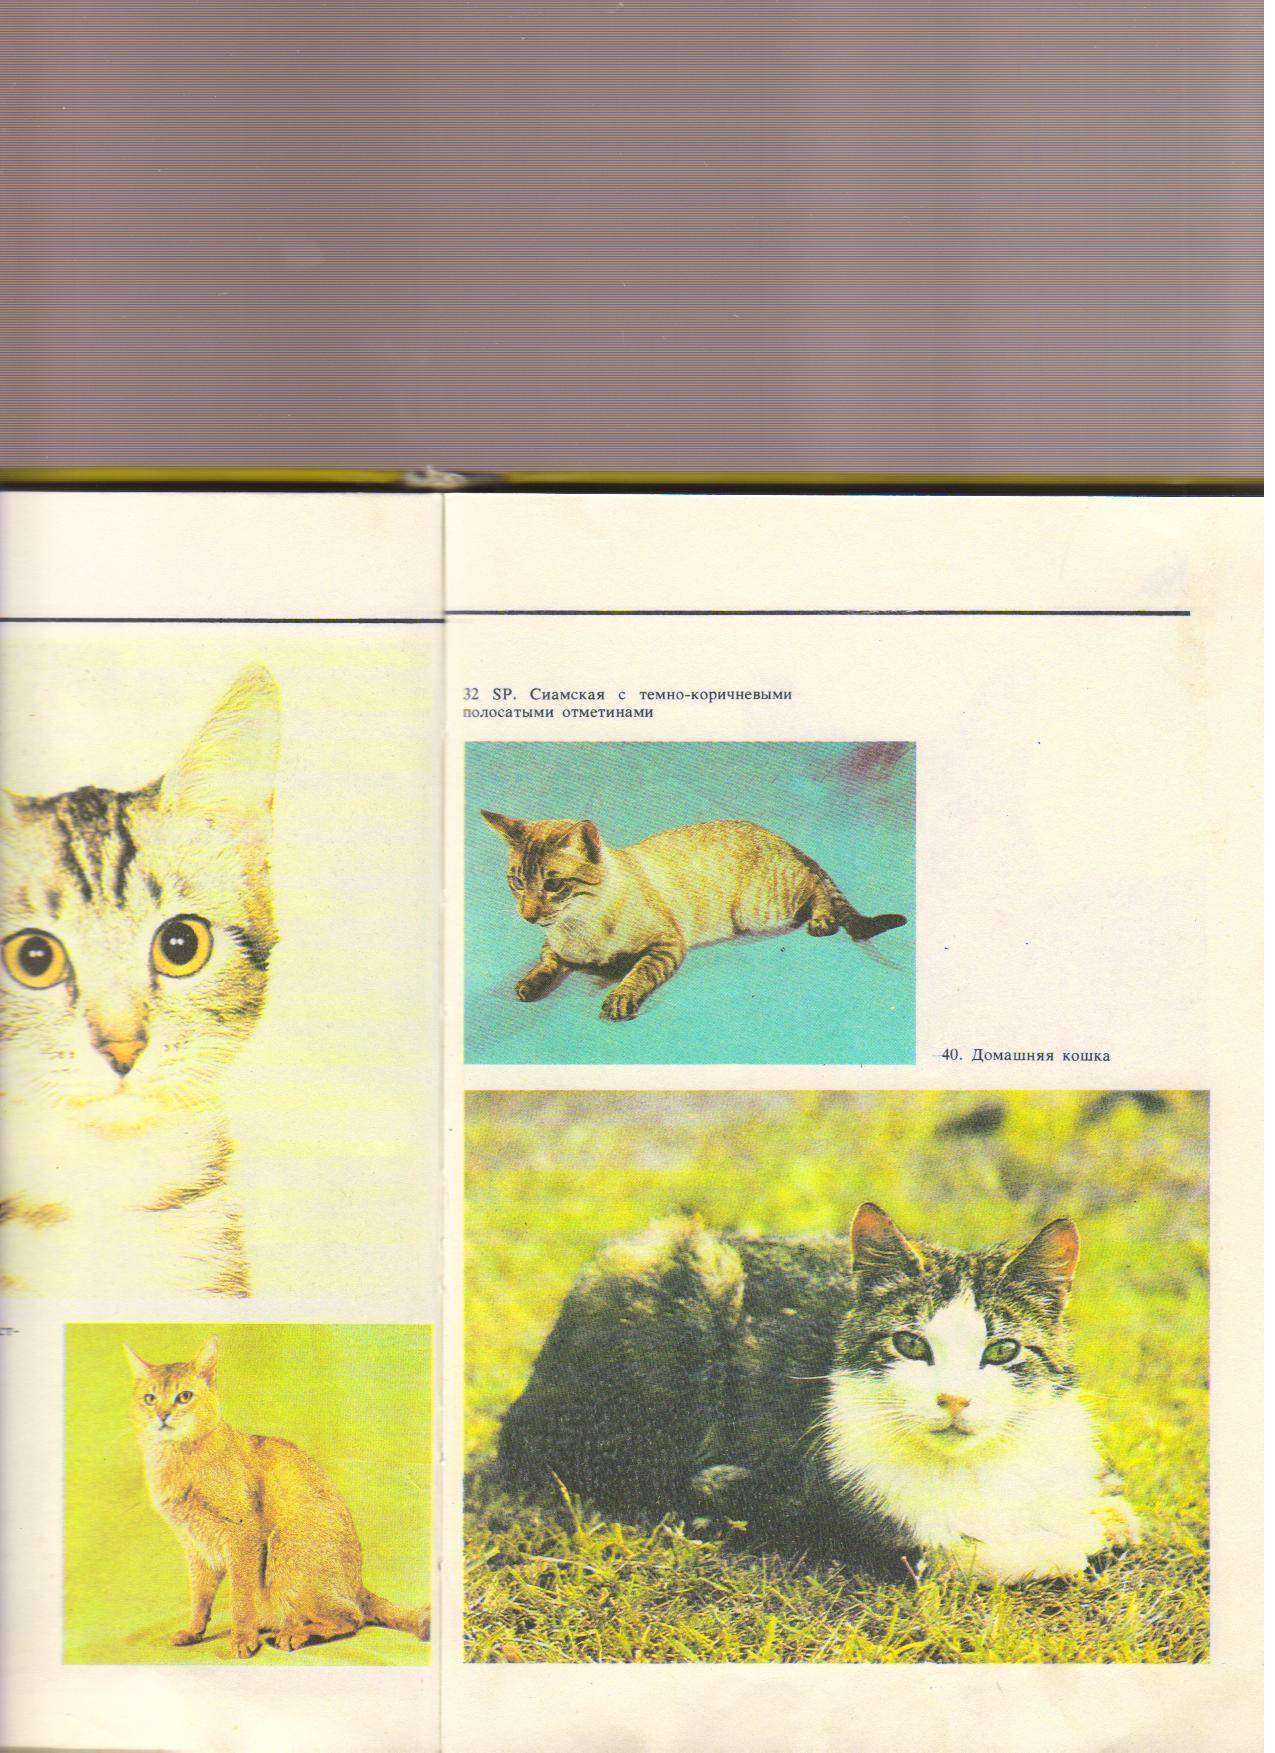 32 SP. Сиамская с темно-коричневыми
полосатыми отметинами
40. Домашняя кошка